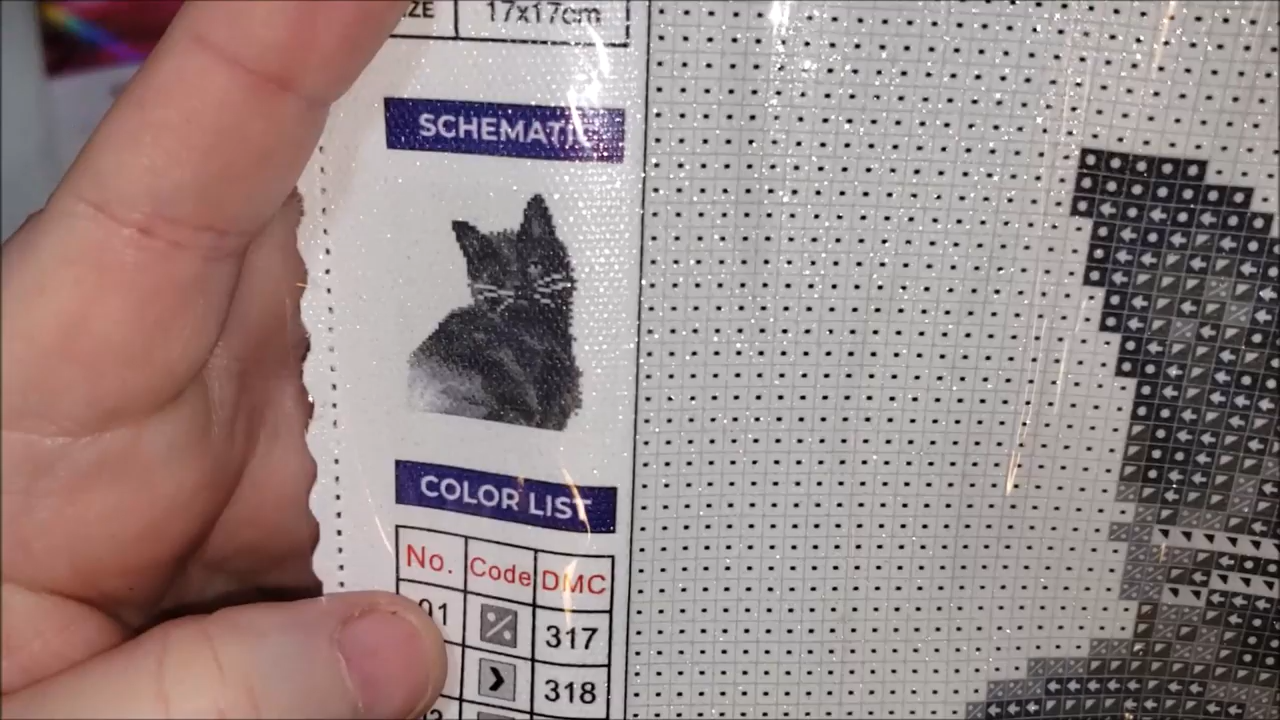 17x17cm
SCHEMATIC
COLOR LIST
No. Code DMC
317
318